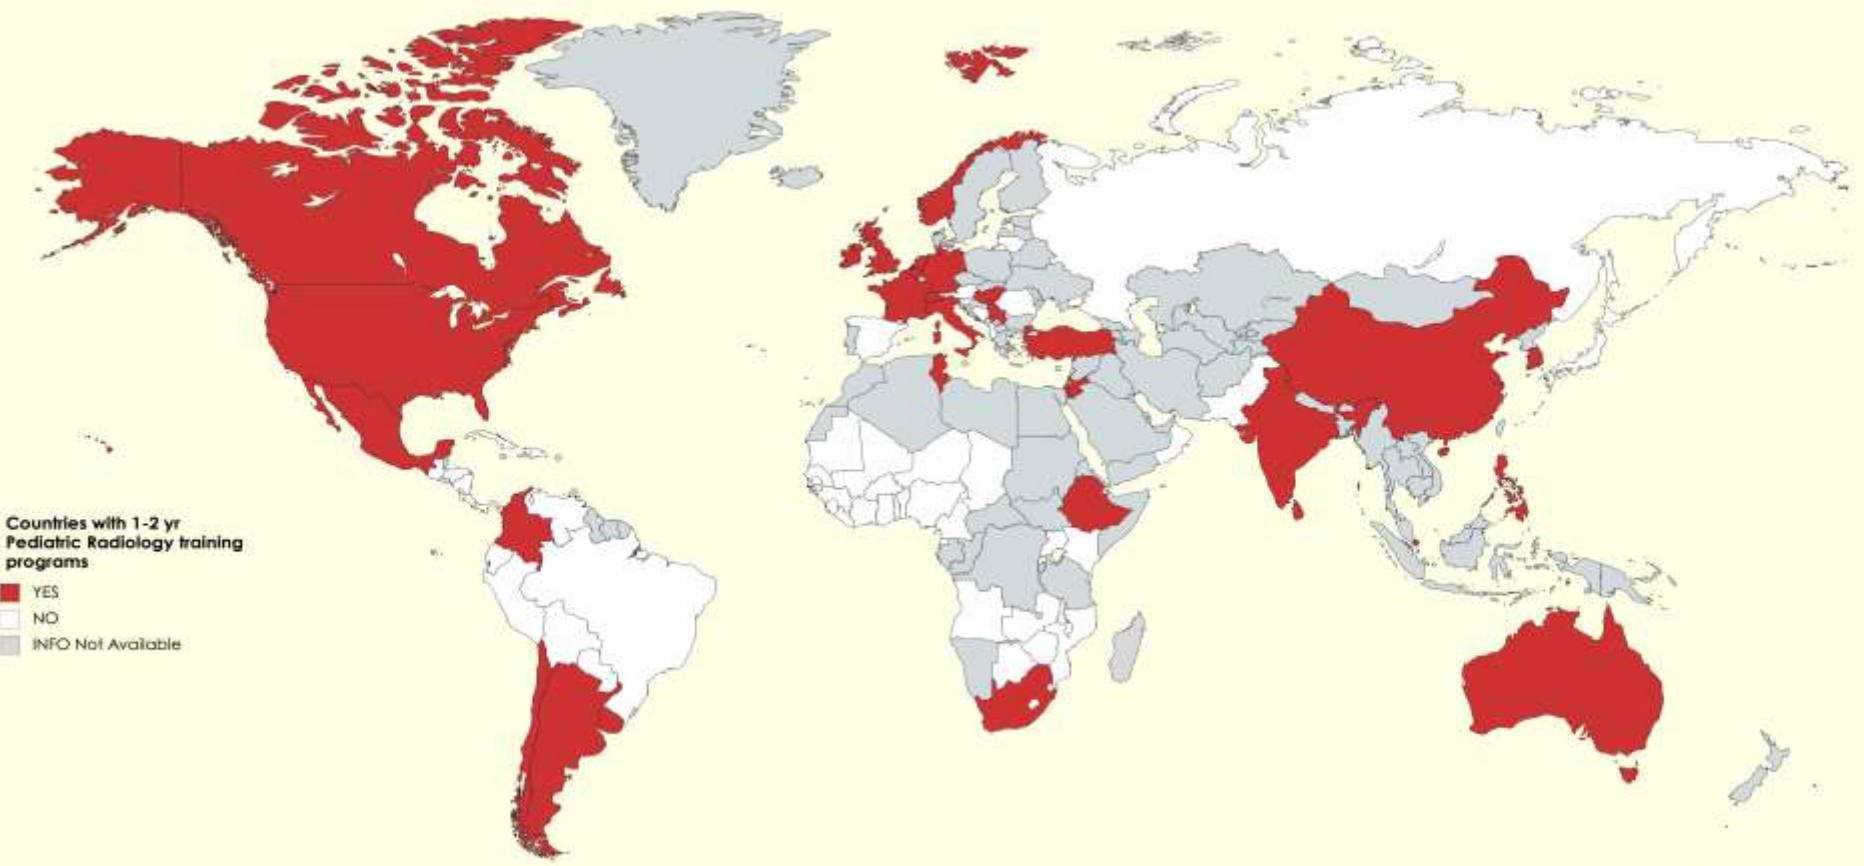 Countries with 1-2 yr
Pediatric Radiology training
programs
YES
NO
INFO Not Available